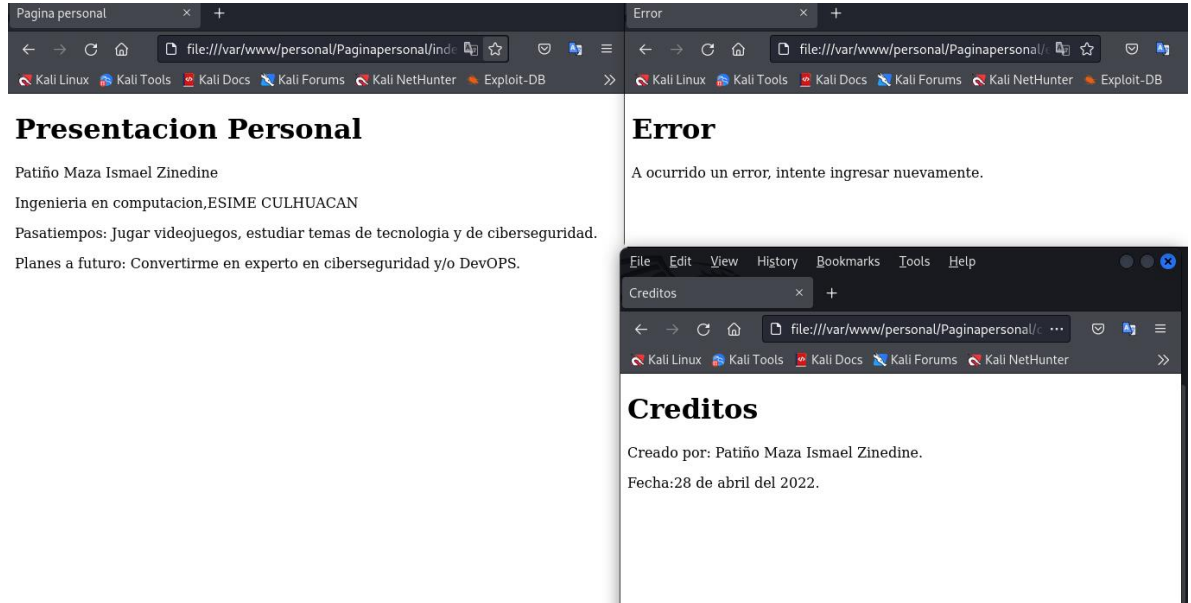 Pagina personal
file:///var/www/personal/Paginapersonal/inde
Kali Linux Kali Tools Kali Docs Kali Forums Kali NetHunter Exploit-DB
Presentacion Personal
Patiño Maza Ismael Zinedine
Ingenieria en computacion,ESIME CULHUACAN
Pasatiempos: Jugar videojuegos, estudiar temas de tecnologia y de ciberseguridad.
Planes a futuro: Convertirme en experto en ciberseguridad y/o DevOPS.
Error
file:///var/www/personal/Paginapersonal/
Kali Linux Kali Tools Kali Docs Kali Forums Kali NetHunter Exploit-DB
Error
A ocurrido un error, intente ingresar nuevamente.
File Edit View History Bookmarks Tools Help
Creditos
file:///var/www/personal/Paginapersonal/c
Kali Linux Kali Tools Kali Docs Kali Forums Kali NetHunter
Creditos
Creado por: Patiño Maza Ismael Zinedine.
Fecha:28 de abril del 2022.